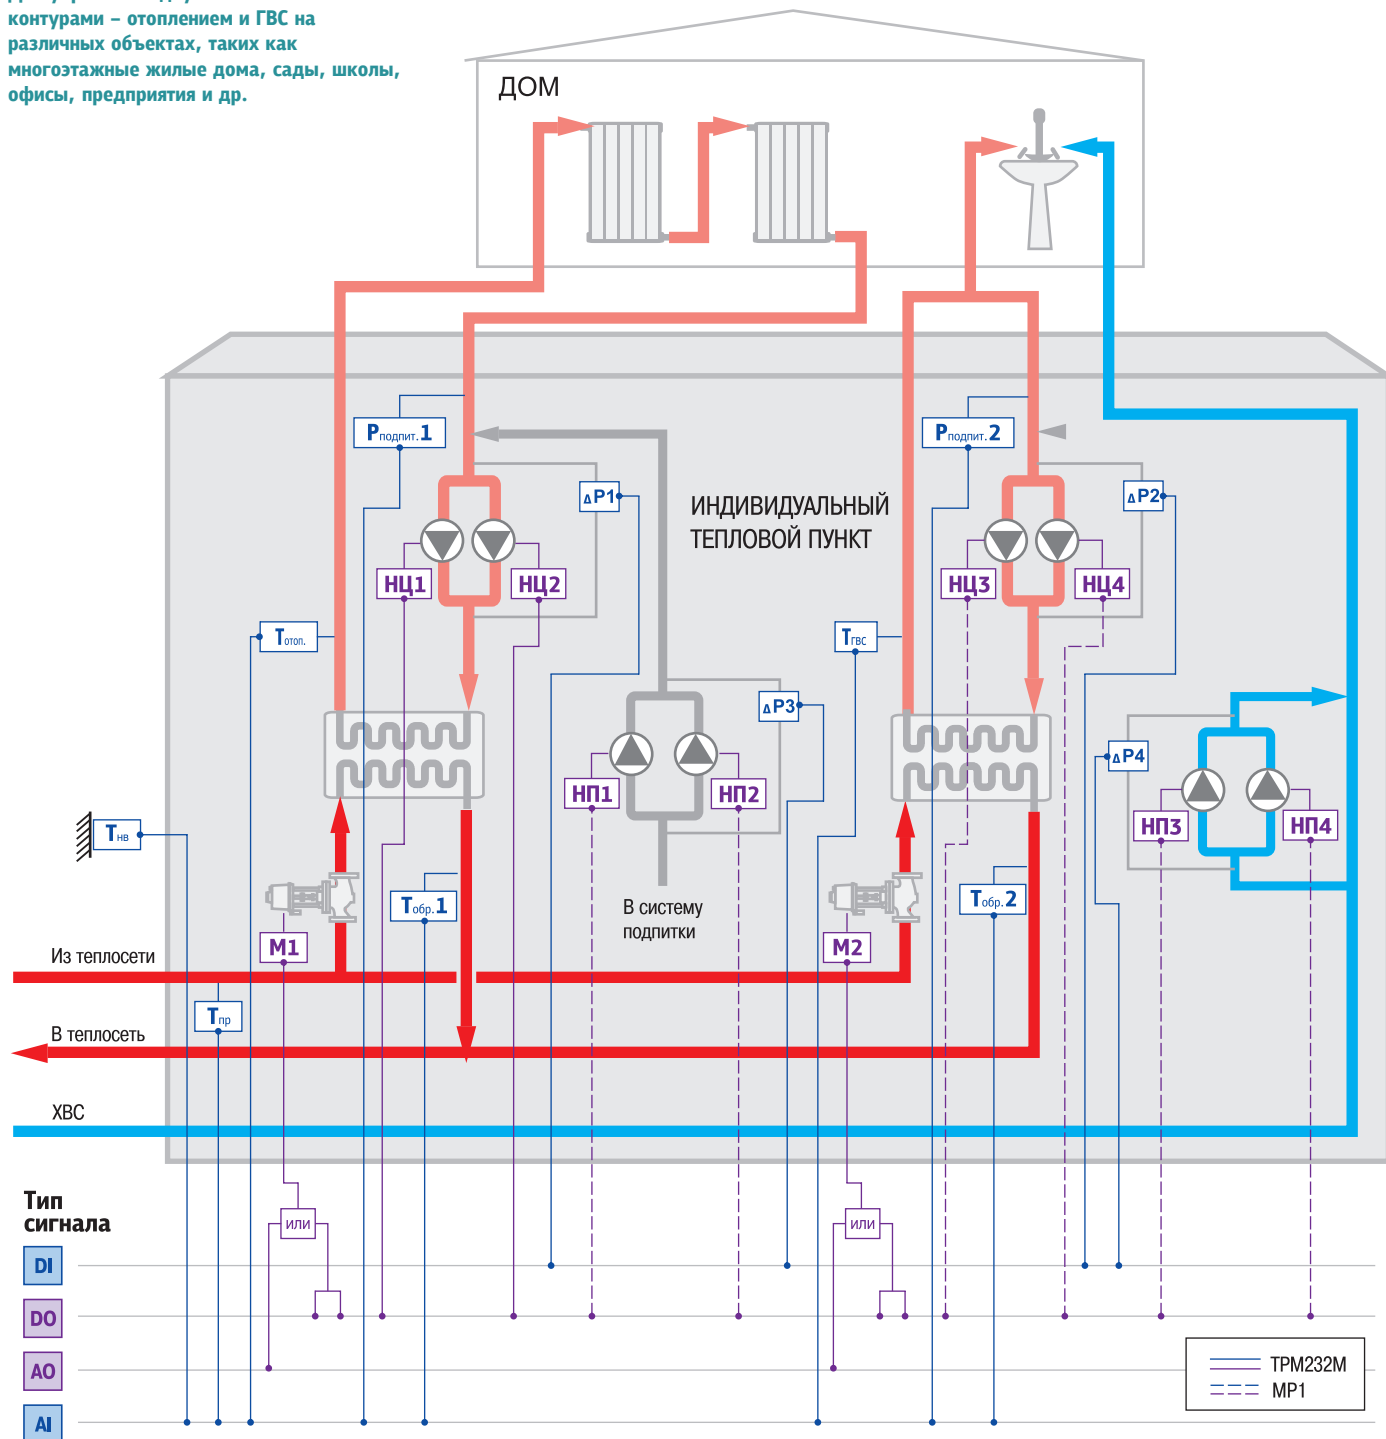 контурами – отоплением и ГВС на
различных объектах, таких как
многоэтажные жилые дома, сады, школы,
офисы, предприятия и др.
ДОМ
Pподпит.1
Pподпит.2
ΔP1
ΔP2
ИНДИВИДУАЛЬНЫЙ
ТЕПЛОВОЙ ПУНКТ
НЦ1
НЦ2
НЦ3
НЦ4
Tотоп.
TГВС
ΔP3
ΔP4
НП1
НП2
НП3
НП4
Tнв
Tобр.1
Tобр.2
В систему
подпитки
М1
М2
Из теплосети
Tпр
В теплосеть
ХВС
Тип
сигнала
ИЛИ
ИЛИ
DI
DO
AO
AI
ТРМ232М
МР1